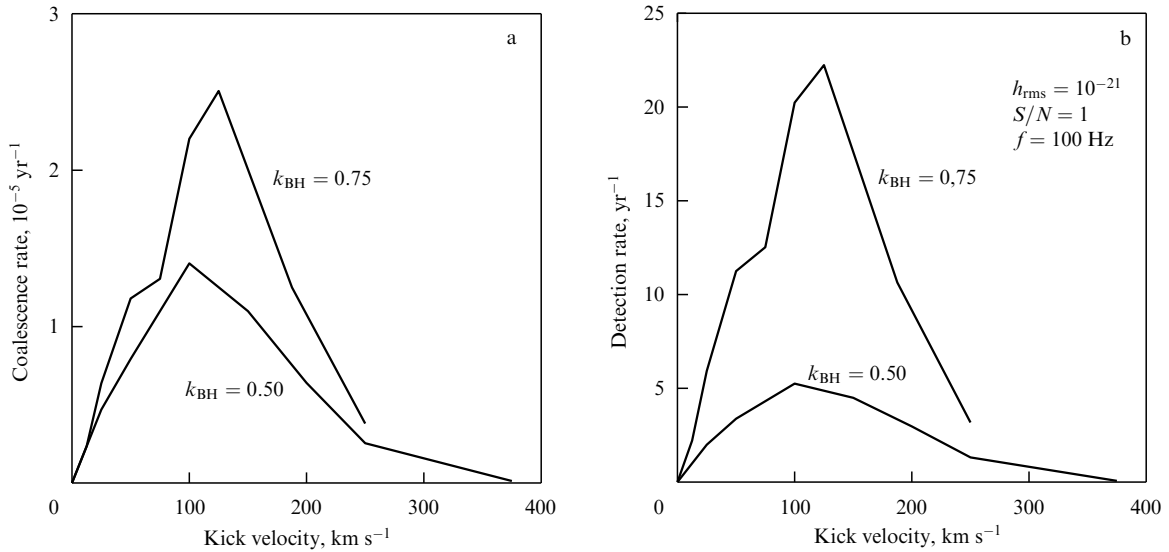 3
a
k_BH = 0.75
2
Coalescence rate, 10⁻⁵ yr⁻¹
1
k_BH = 0.50
0
100
200
300
400
Kick velocity, km s⁻¹
25
b
h_rms = 10⁻²¹
S/N = 1
f = 100 Hz
20
k_BH = 0,75
15
Detection rate, yr⁻¹
10
k_BH = 0.50
5
0
100
200
300
400
Kick velocity, km s⁻¹